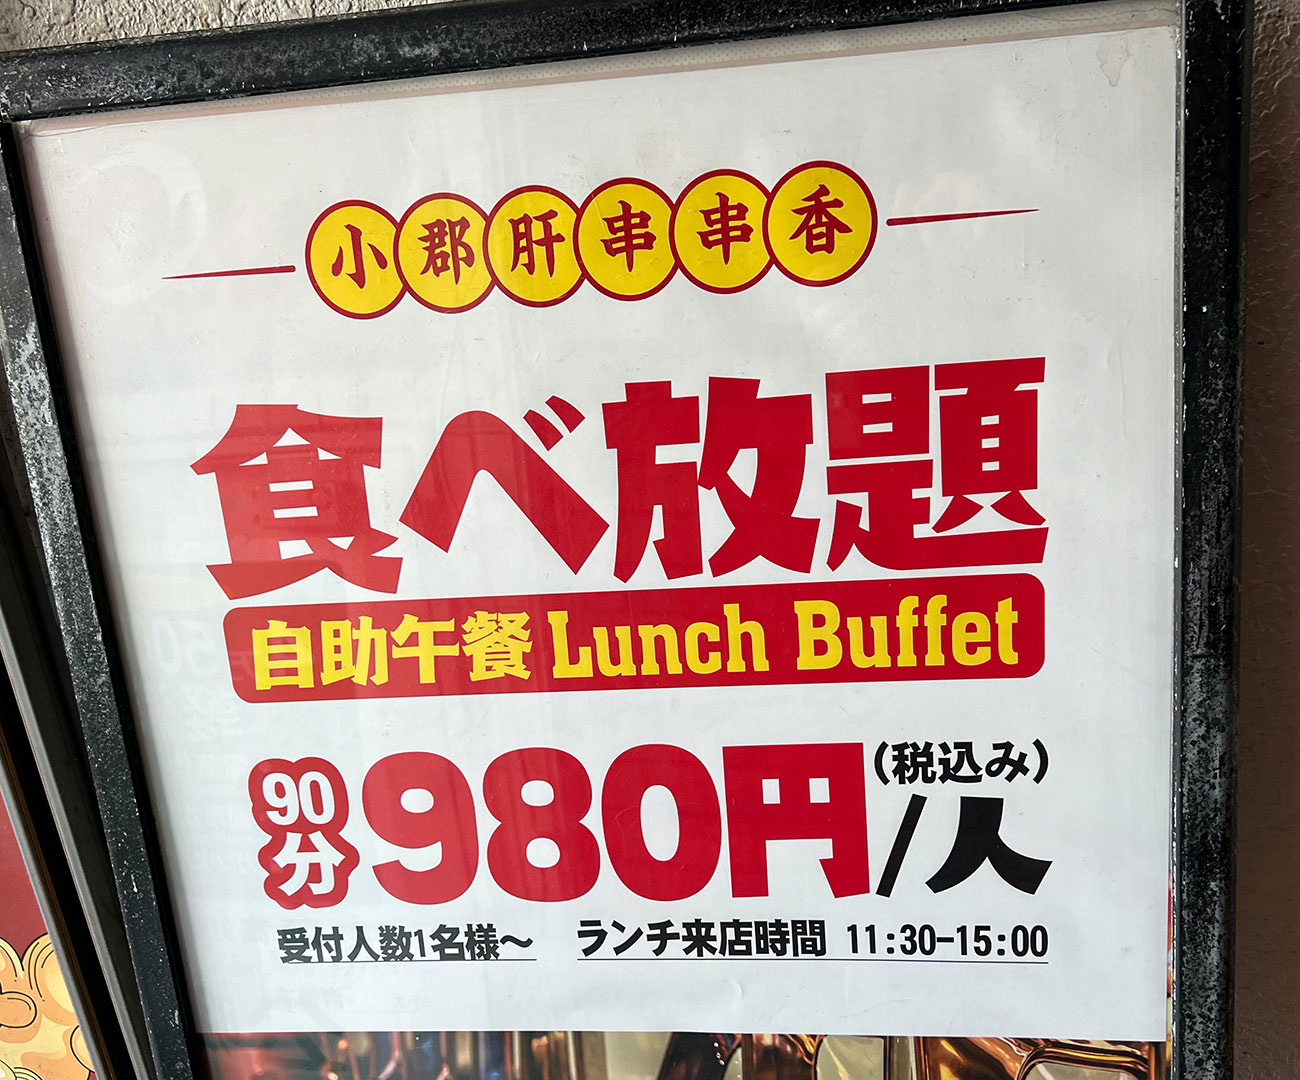 小郡肝串串香
食べ放題
自助午餐 Lunch Buffet
90分 980円/人 (税込み)
受付人数1名様～ ランチ来店時間 11:30-15:00